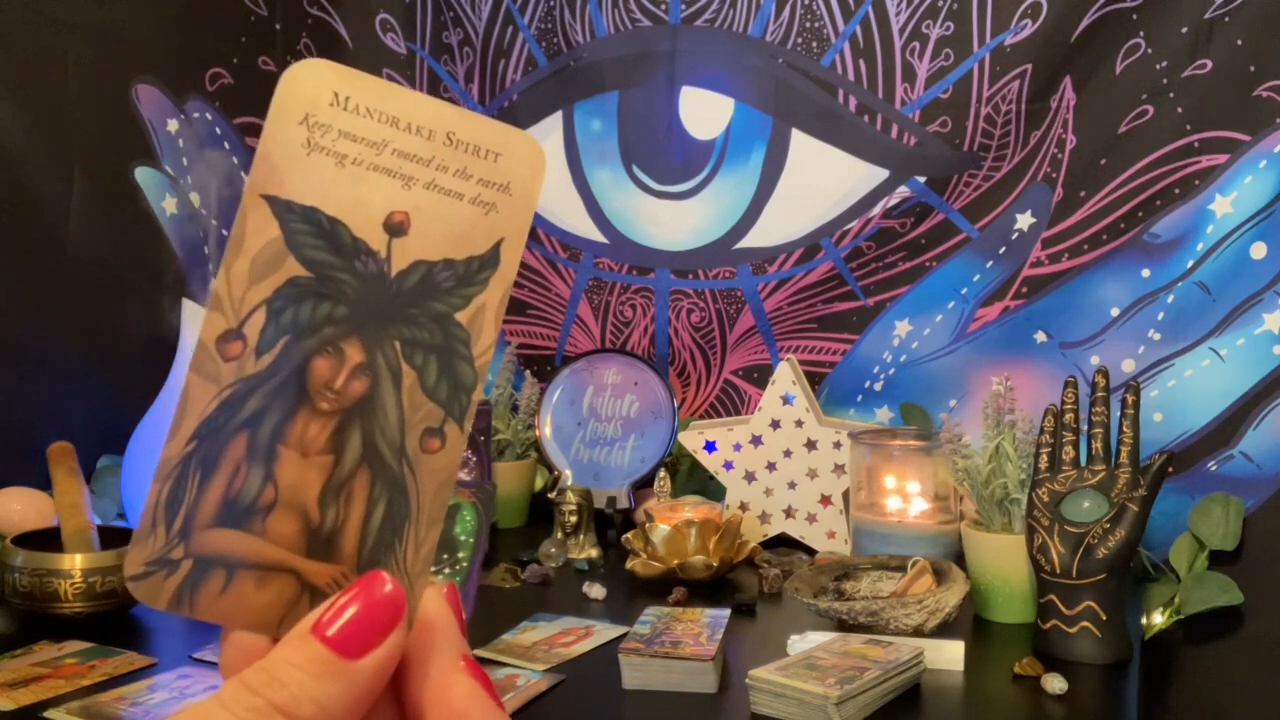 MANDRAKE SPIRIT
Keep yourself rooted in the earth.
Spring is coming: dream deep.
the
future
looks
bright